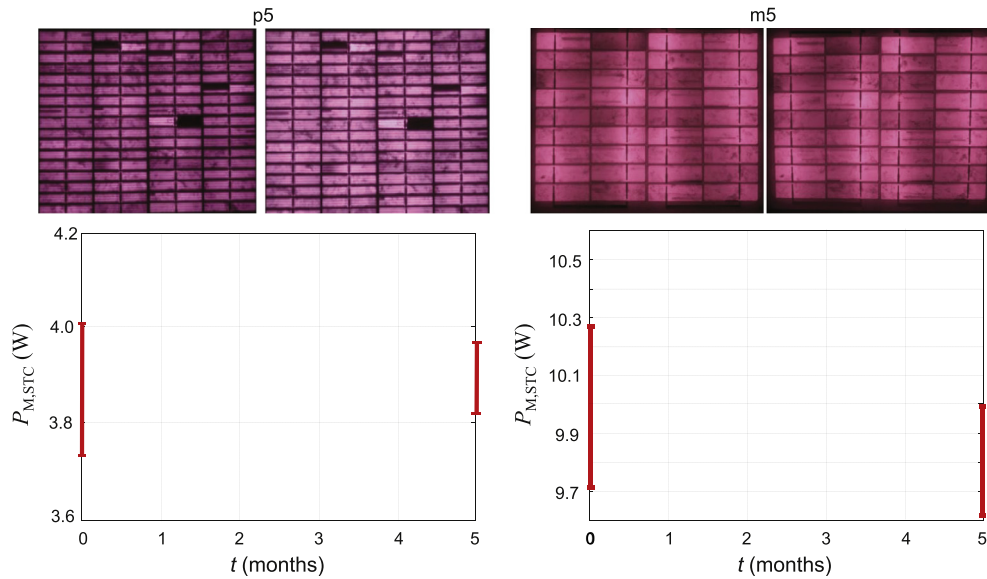 p5
m5
4.2
4.0
3.8
3.6
P_M,STC (W)
0 1 2 3 4 5
t (months)
10.5
10.3
10.1
9.9
9.7
P_M,STC (W)
0 1 2 3 4 5
t (months)